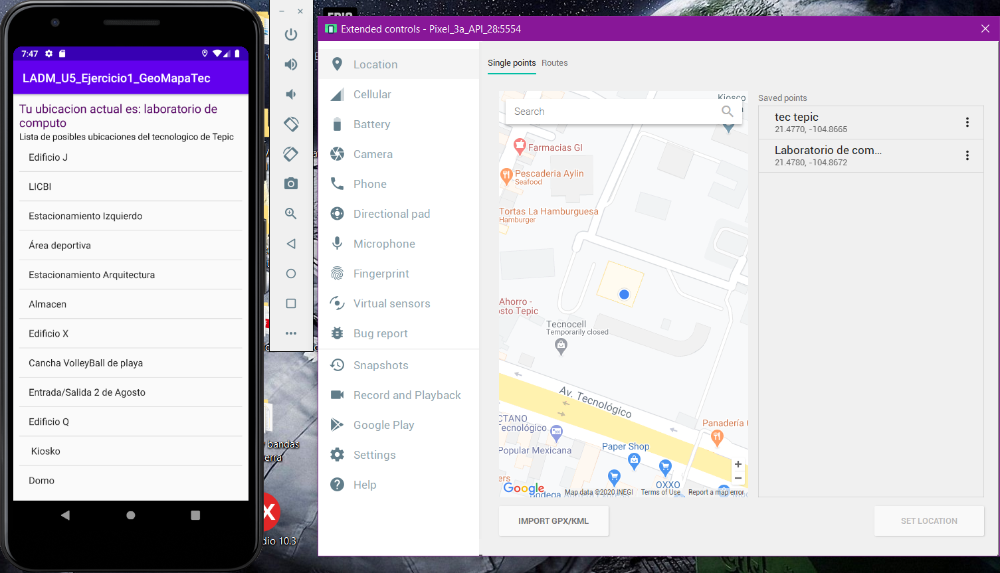 7:47
LADM_U5_Ejercicio1_GeoMapaTec
Tu ubicacion actual es: laboratorio de
computo
Lista de posibles ubicaciones del tecnologico de Tepic
Edificio J
LICBI
Estacionamiento Izquierdo
Área deportiva
Estacionamiento Arquitectura
Almacen
Edificio X
Cancha VolleyBall de playa
Entrada/Salida 2 de Agosto
Edificio Q
Kiosko
Domo
bandas
erra
dio 10.3
EPIC
Extended controls - Pixel_3a_API_28:5554
Location
Cellular
Battery
Camera
Phone
Directional pad
Microphone
Fingerprint
Virtual sensors
Bug report
Snapshots
Record and Playback
Google Play
Settings
Help
Single points
Routes
Search
Kiosco
Farmacias GI
Pescaderia Aylin
Seafood
Tortas La Hamburguesa
Hamburger
Ahorro -
osto Tepic
Tecnocell
Temporarily closed
Av. Tecnológico
CTANO
Tecnológico
Popular Mexicana
Panadería
Paper Shop
OXXO
ers
Bodega
Google
Map data ©2020 INEGI
Terms of Use
Report a map error
+
−
Saved points
tec tepic
21.4770, -104.8665
Laboratorio de com...
21.4780, -104.8672
IMPORT GPX/KML
SET LOCATION